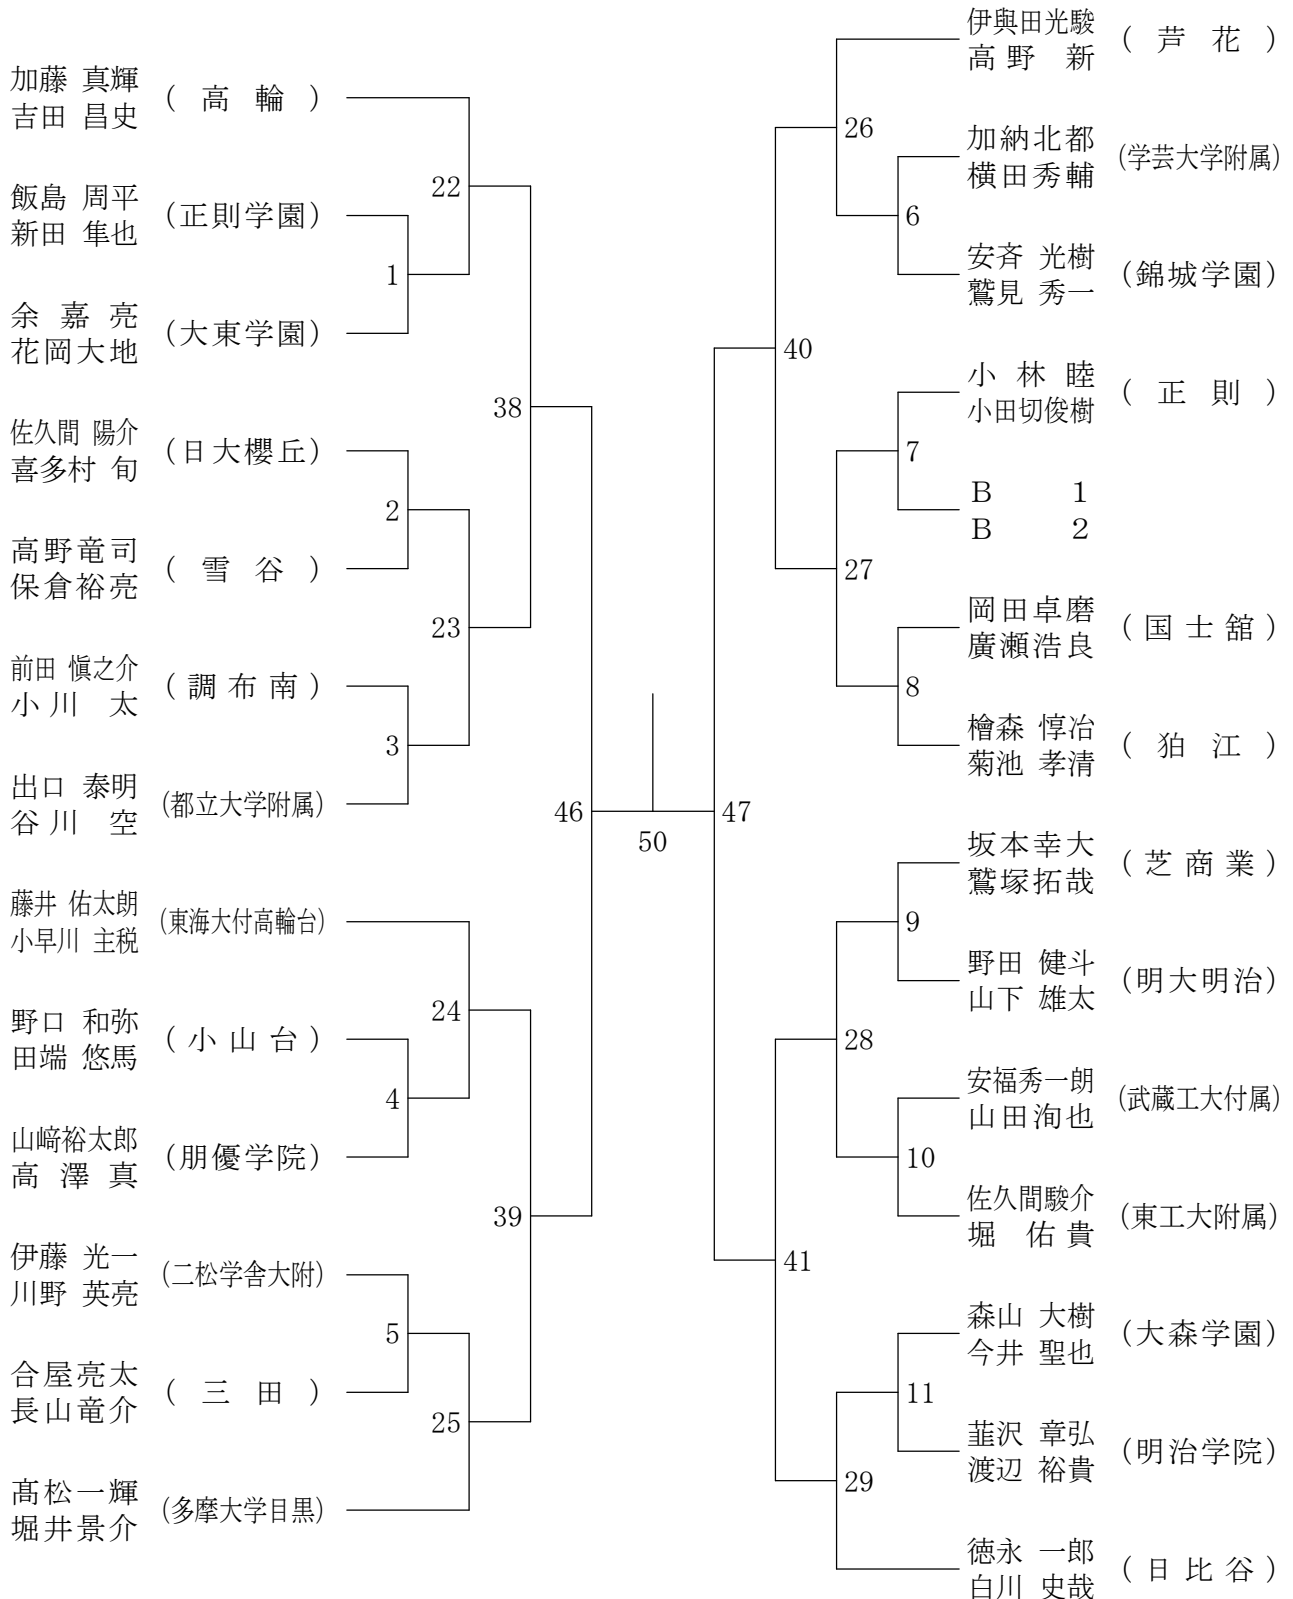 加藤 真輝
吉田 昌史
(高輪)
飯島 周平
新田 隼也
(正則学園)
余嘉亮
花岡大地
(大東学園)
佐久間 陽介
喜多村 旬
(日大櫻丘)
高野竜司
保倉裕亮
(雪谷)
前田 愼之介
小川 太
(調布南)
出口 泰明
谷川 空
(都立大学附属)
藤井 佑太朗
小早川 主税
(東海大付高輪台)
野口 和弥
田端 悠馬
(小山台)
山﨑裕太郎
高澤真
(朋優学院)
伊藤 光一
川野 英亮
(二松学舎大附)
合屋亮太
長山竜介
(三田)
髙松一輝
堀井景介
(多摩大学目黒)
22
1
38
2
23
3
46
24
4
39
5
25
50
47
40
26
6
7
27
8
9
28
10
41
11
29
伊與田光駿
高野 新
(芦花)
加納北都
横田秀輔
(学芸大学附属)
安斉 光樹
鷲見 秀一
(錦城学園)
小林睦
小田切俊樹
(正則)
B 1
B 2
岡田卓磨
廣瀬浩良
(国士舘)
檜森 惇冶
菊池 孝清
(狛江)
坂本幸大
鷲塚拓哉
(芝商業)
野田 健斗
山下 雄太
(明大明治)
安福秀一朗
山田洵也
(武蔵工大付属)
佐久間駿介
堀 佑貴
(東工大附属)
森山 大樹
今井 聖也
(大森学園)
韮沢 章弘
渡辺 裕貴
(明治学院)
徳永 一郎
白川 史哉
(日比谷)